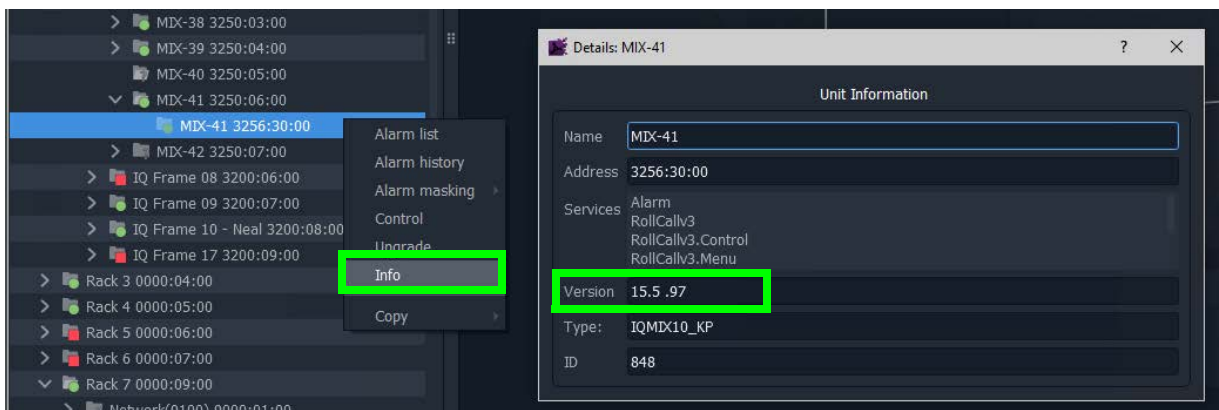 MIX-38 3250:03:00
MIX-39 3250:04:00
MIX-40 3250:05:00
MIX-41 3250:06:00
MIX-41 3256:30:00
MIX-42 3250:07:00
IQ Frame 08 3200:06:00
IQ Frame 09 3200:07:00
IQ Frame 10 - Neal 3200:08:00
IQ Frame 17 3200:09:00
Rack 3 0000:04:00
Rack 4 0000:05:00
Rack 5 0000:06:00
Rack 6 0000:07:00
Rack 7 0000:09:00
Network(0100) 0000:01:00
Alarm list
Alarm history
Alarm masking
Control
Upgrade
Info
Copy
Details: MIX-41
?
Unit Information
Name MIX-41
Address 3256:30:00
Services Alarm
RollCallv3
RollCallv3.Control
RollCallv3.Menu
Version 15.5 .97
Type: IQMIX10_KP
ID 848